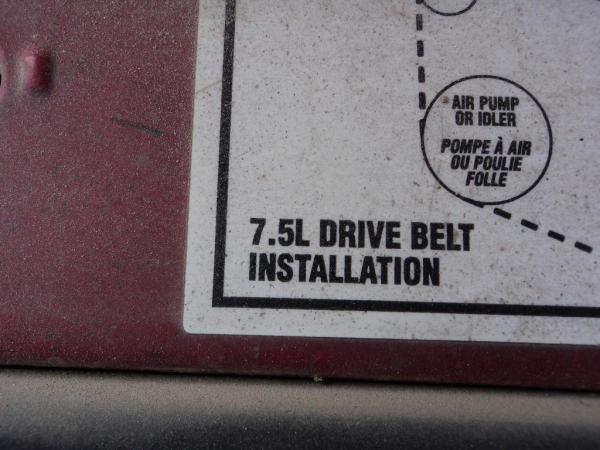 AIR PUMP
OR IDLER
POMPE À AIR
OU POULIE
FOLLE
7.5L DRIVE BELT
INSTALLATION